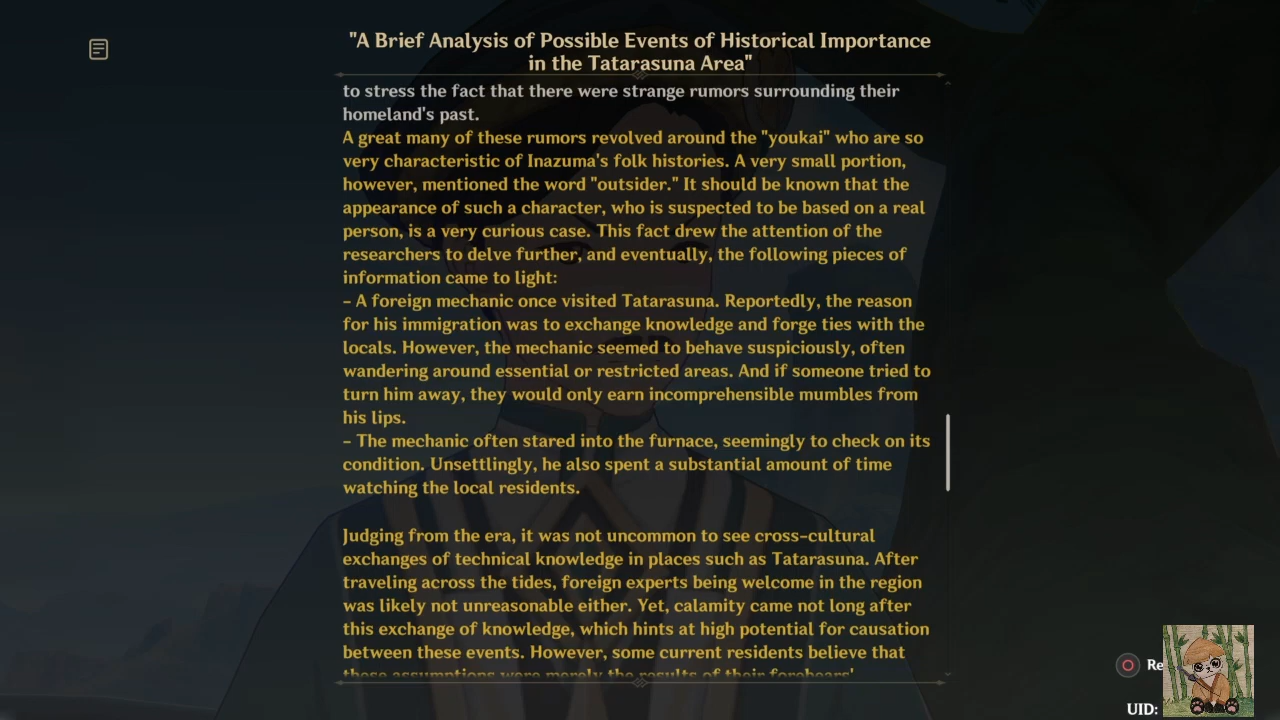 "A Brief Analysis of Possible Events of Historical Importance
in the Tatarasuna Area"
to stress the fact that there were strange rumors surrounding their
homeland's past.
A great many of these rumors revolved around the "youkai" who are so
very characteristic of Inazuma's folk histories. A very small portion,
however, mentioned the word "outsider." It should be known that the
appearance of such a character, who is suspected to be based on a real
person, is a very curious case. This fact drew the attention of the
researchers to delve further, and eventually, the following pieces of
information came to light:
– A foreign mechanic once visited Tatarasuna. Reportedly, the reason
for his immigration was to exchange knowledge and forge ties with the
locals. However, the mechanic seemed to behave suspiciously, often
wandering around essential or restricted areas. And if someone tried to
turn him away, they would only earn incomprehensible mumbles from
his lips.
– The mechanic often stared into the furnace, seemingly to check on its
condition. Unsettlingly, he also spent a substantial amount of time
watching the local residents.
Judging from the era, it was not uncommon to see cross-cultural
exchanges of technical knowledge in places such as Tatarasuna. After
traveling across the tides, foreign experts being welcome in the region
was likely not unreasonable either. Yet, calamity came not long after
this exchange of knowledge, which hints at high potential for causation
between these events. However, some current residents believe that
these assumptions were merely the results of their forebears'
Re
UID: